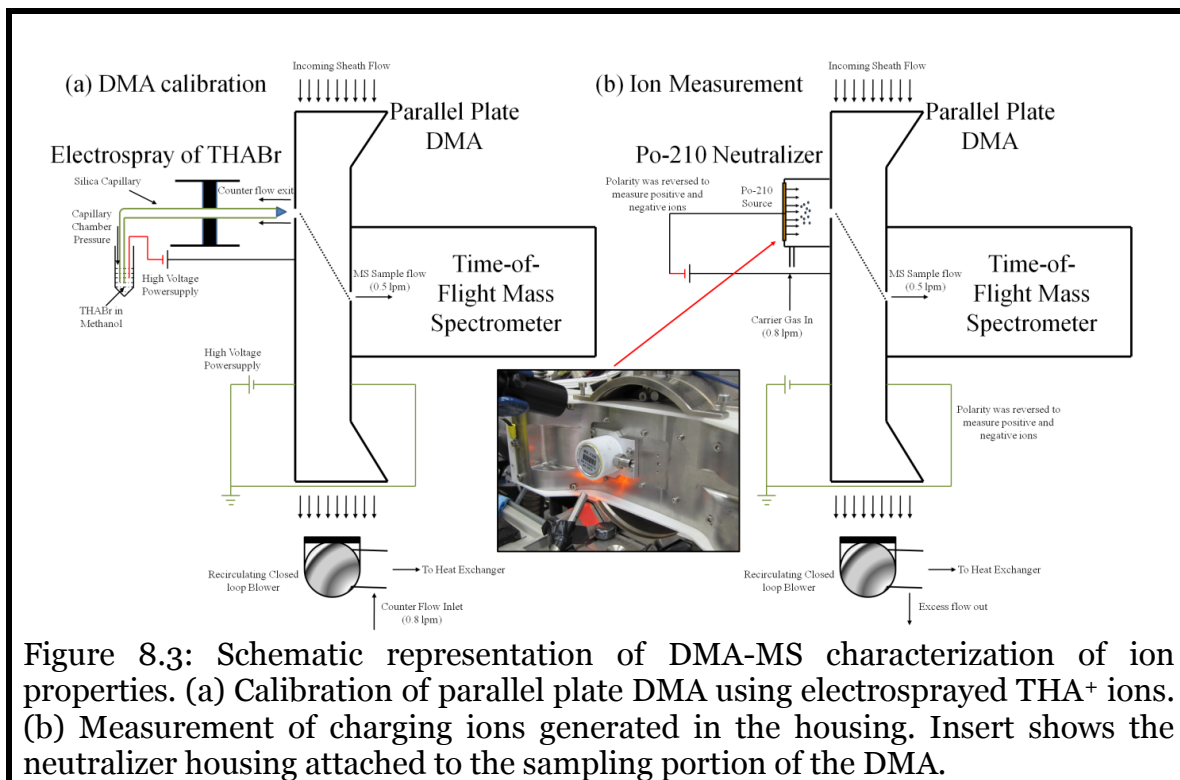 (a) DMA calibration
Incoming Sheath Flow
Parallel Plate
DMA
Electrospray of THABr
Silica Capillary
Counter flow exit
Capillary
Chamber
Pressure
High Voltage
Powersupply
THABr in
Methanol
MS Sample flow
(0.5 lpm)
Time-of-
Flight Mass
Spectrometer
High Voltage
Powersupply
Recirculating Closed
loop Blower
To Heat Exchanger
Counter Flow Inlet
(0.8 lpm)
(b) Ion Measurement
Incoming Sheath Flow
Parallel Plate
DMA
Po-210 Neutralizer
Polarity was reversed to
measure positive and
negative ions
Po-210
Source
MS Sample flow
(0.5 lpm)
Carrier Gas In
(0.8 lpm)
Time-of-
Flight Mass
Spectrometer
Polarity was reversed to
measure positive and
negative ions
Recirculating Closed
loop Blower
To Heat Exchanger
Excess flow out
Figure 8.3: Schematic representation of DMA-MS characterization of ion
properties. (a) Calibration of parallel plate DMA using electrosprayed THA⁺ ions.
(b) Measurement of charging ions generated in the housing. Insert shows the
neutralizer housing attached to the sampling portion of the DMA.